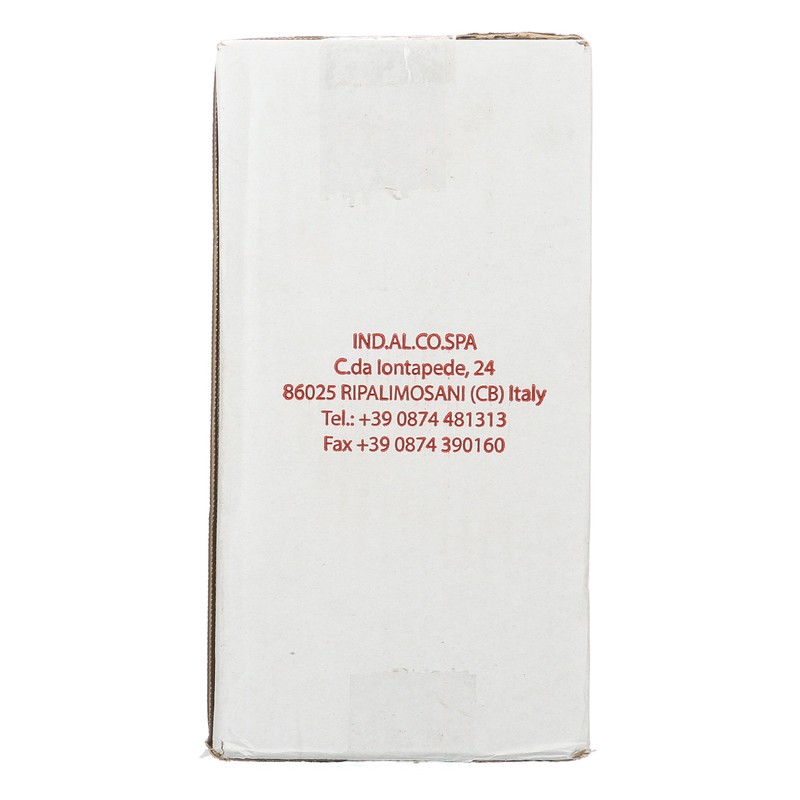 IND.AL.CO.SPA
C.da Iontapede, 24
86025 RIPALIMOSANI (CB) Italy
Tel.: +39 0874 481313
Fax +39 0874 390160